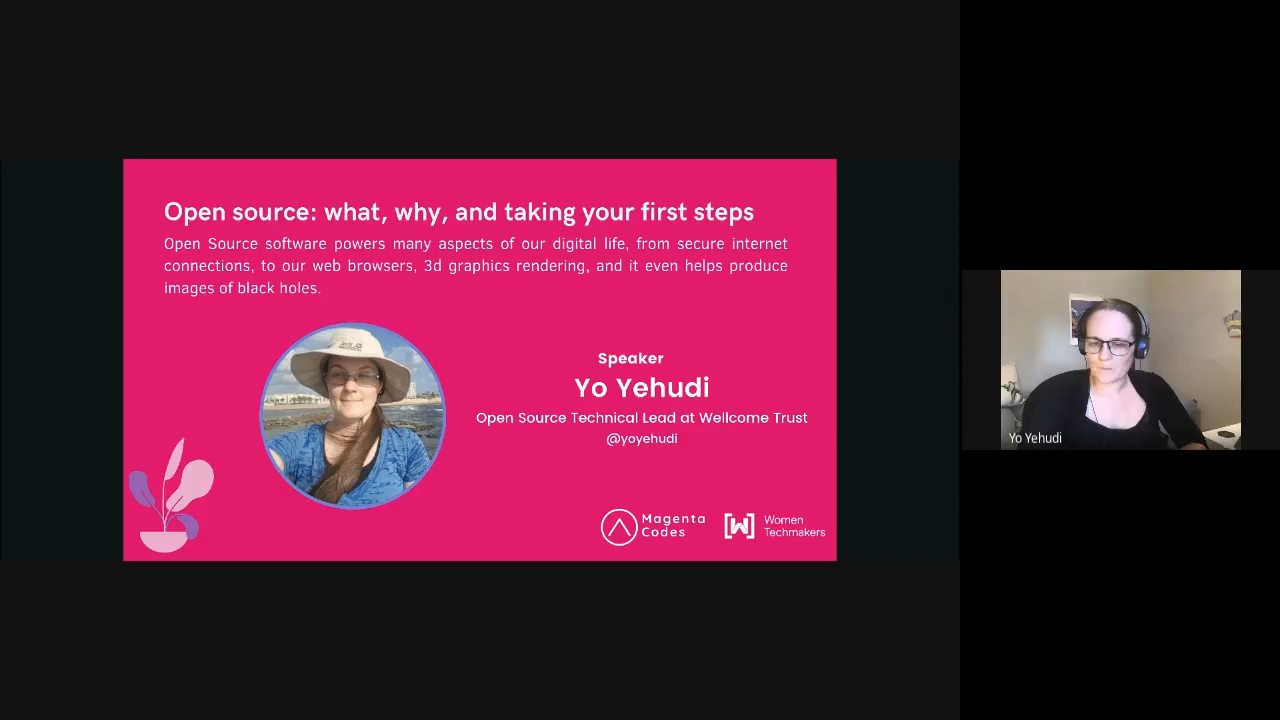 Open source: what, why, and taking your first steps
Open Source software powers many aspects of our digital life, from secure internet
connections, to our web browsers, 3d graphics rendering, and it even helps produce
images of black holes.
Speaker
Yo Yehudi
Open Source Technical Lead at Wellcome Trust
@yoyehudi
Magenta
Codes
[W]
Women
Techmakers
Yo Yehudi